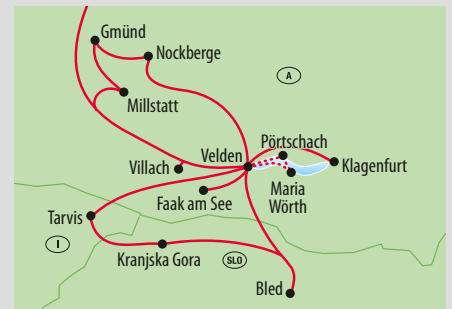 Gmünd
Nockberge
A
Millstatt
Pörtschach
Velden
Klagenfurt
Villach
Maria
Wörth
Faak am See
Tarvis
I
Kranjska Gora
SLO
Bled